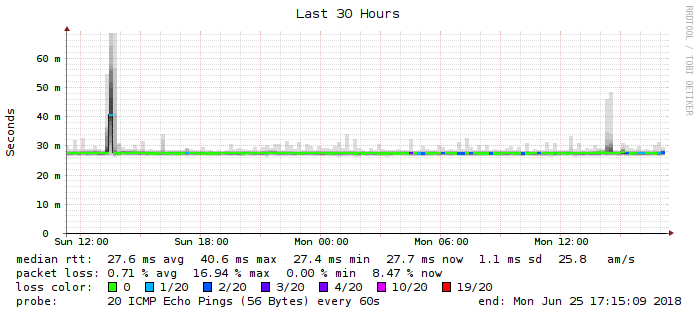 Last 30 Hours
RRDTOOL / TOBI OETIKER
Seconds
60 m
50 m
40 m
30 m
20 m
10 m
0
Sun 12:00 Sun 18:00 Mon 00:00 Mon 06:00 Mon 12:00
median rtt: 27.6 ms avg 40.6 ms max 27.4 ms min 27.7 ms now 1.1 ms sd 25.8 am/s
packet loss: 0.71 % avg 16.94 % max 0.00 % min 8.47 % now
loss color: 0 1/20 2/20 3/20 4/20 10/20 19/20
probe: 20 ICMP Echo Pings (56 Bytes) every 60s end: Mon Jun 25 17:15:09 2018